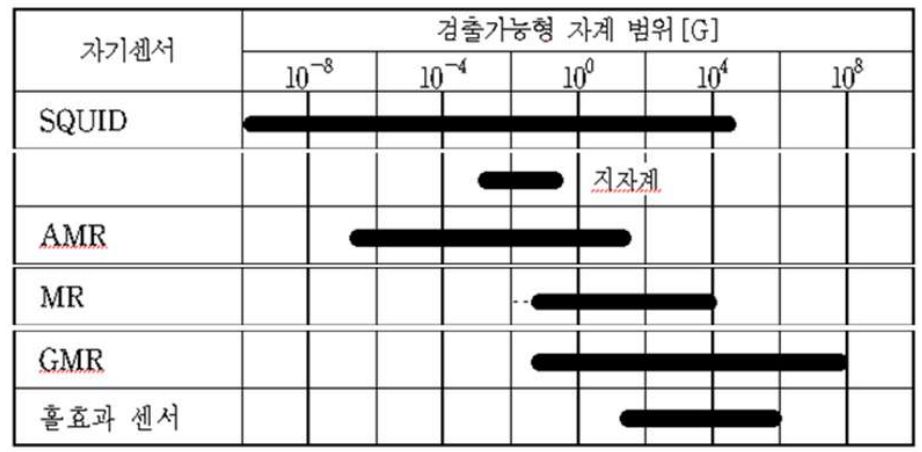 자기센서
검출가능형 자계 범위[G]
10⁻⁸ 10⁻⁴ 10⁰ 10⁴ 10⁸
SQUID
지자계
AMR
MR
GMR
홀효과 센서